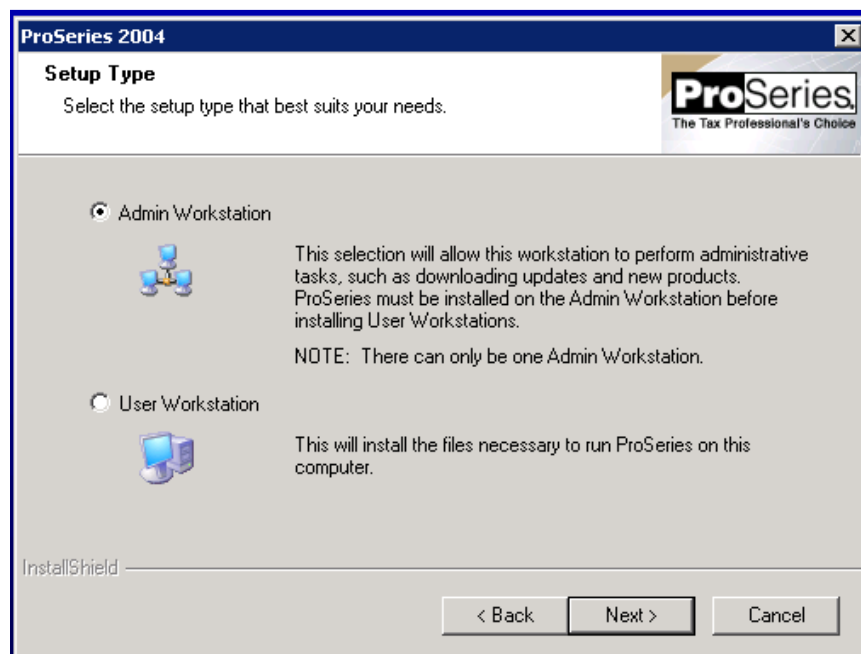 ProSeries 2004
Setup Type
Select the setup type that best suits your needs.
ProSeries.
The Tax Professional's Choice
Admin Workstation
This selection will allow this workstation to perform administrative
tasks, such as downloading updates and new products.
ProSeries must be installed on the Admin Workstation before
installing User Workstations.
NOTE: There can only be one Admin Workstation.
User Workstation
This will install the files necessary to run ProSeries on this
computer.
InstallShield
< Back
Next >
Cancel